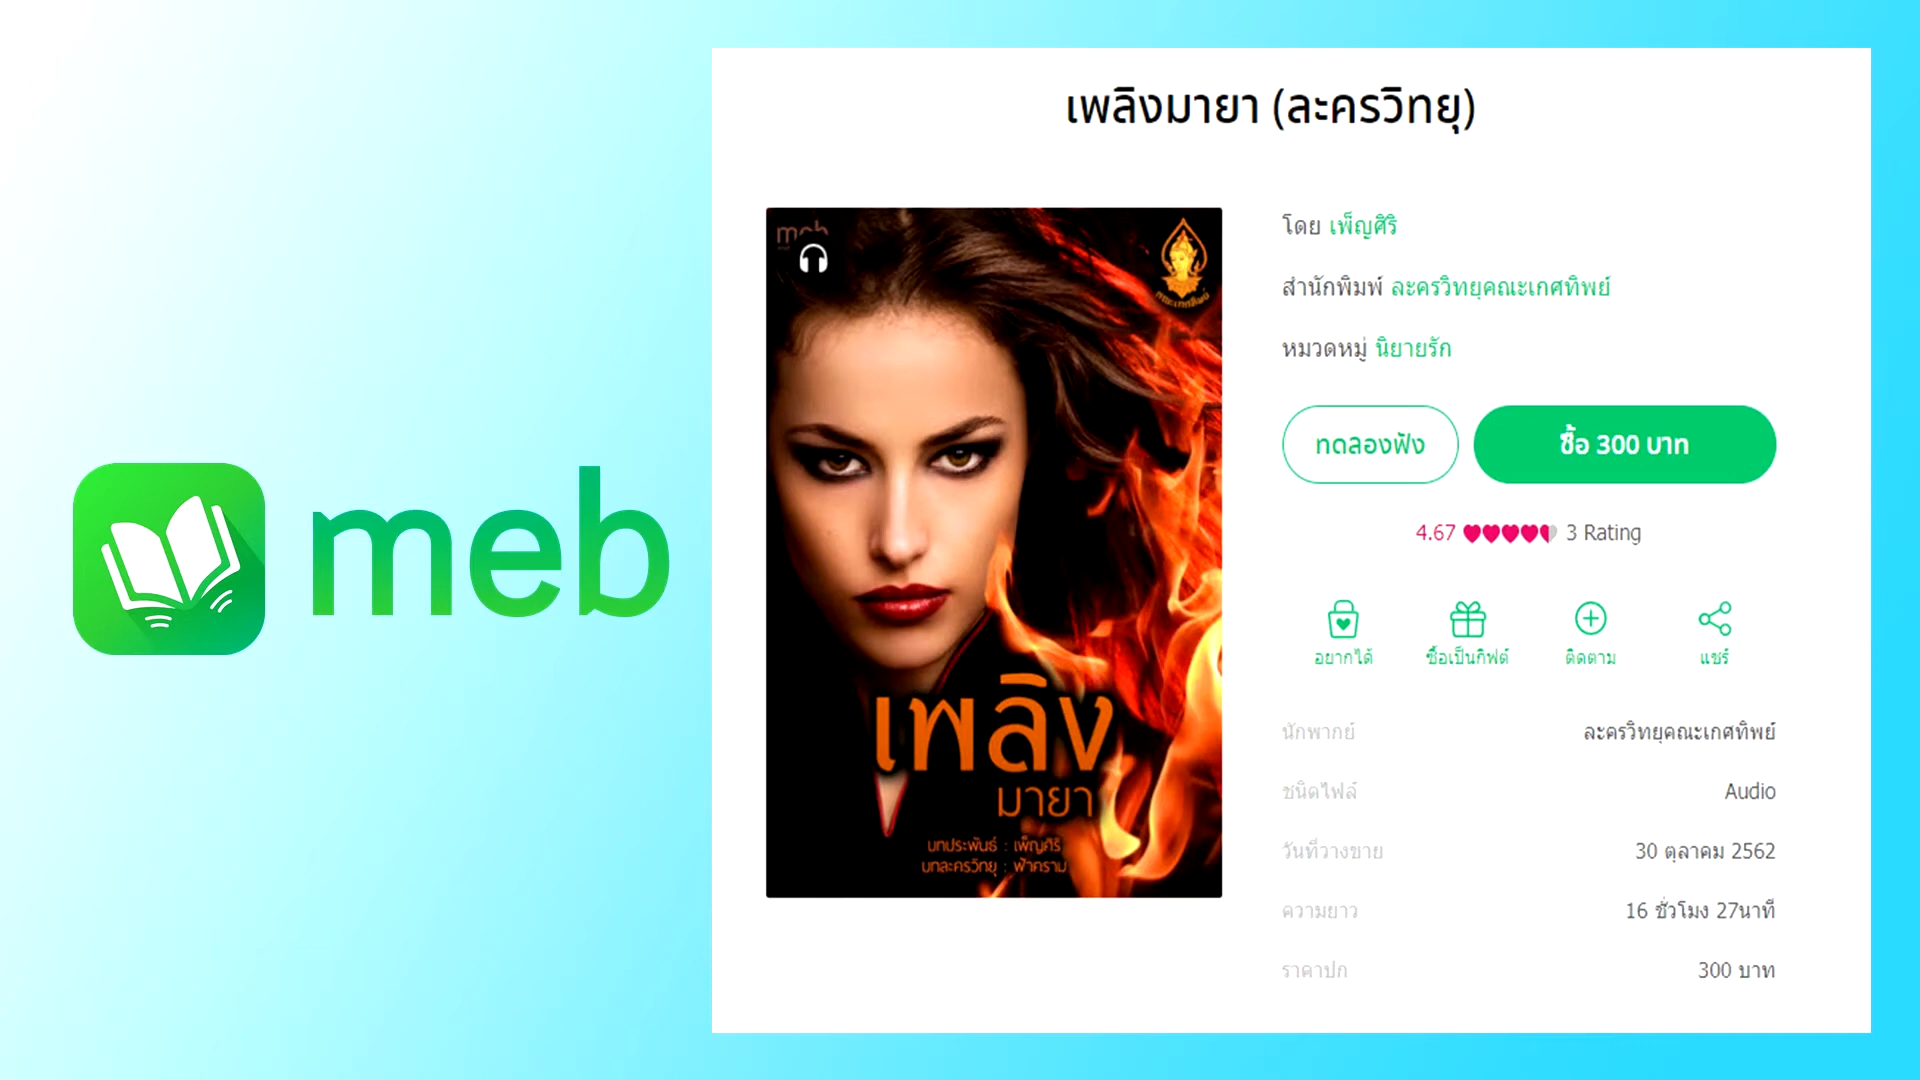 meb
เพลิงมายา (ละครวิทยุ)
meb
คณะเกศทิพย์
เพลิง
มายา
บทประพันธ์ : เพ็ญศิริ
บทละครวิทยุ : ฟ้าคราม
โดย เพ็ญศิริ
สำนักพิมพ์ ละครวิทยุคณะเกศทิพย์
หมวดหมู่ นิยายรัก
ทดลองฟัง
ซื้อ 300 บาท
4.67
3 Rating
อยากได้
ซื้อเป็นกิฟต์
ติดตาม
แชร์
นักพากย์ ละครวิทยุคณะเกศทิพย์
ชนิดไฟล์ Audio
วันที่วางขาย 30 ตุลาคม 2562
ความยาว 16 ชั่วโมง 27นาที
ราคาปก 300 บาท